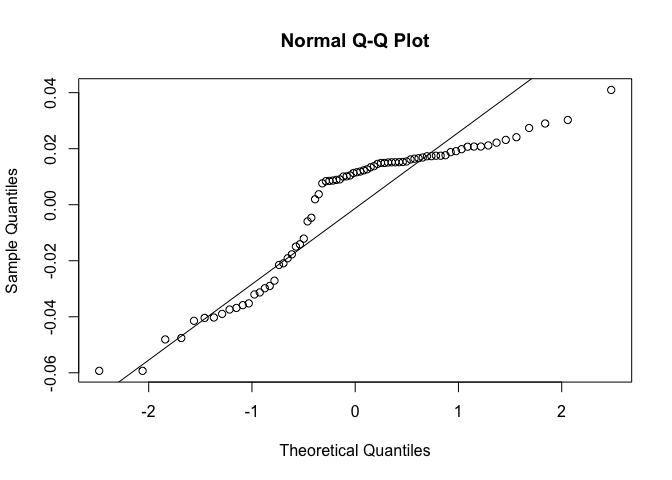 Normal Q-Q Plot
0.04
0.02
0.00
-0.02
-0.04
-0.06
Sample Quantiles
-2 -1 0 1 2
Theoretical Quantiles